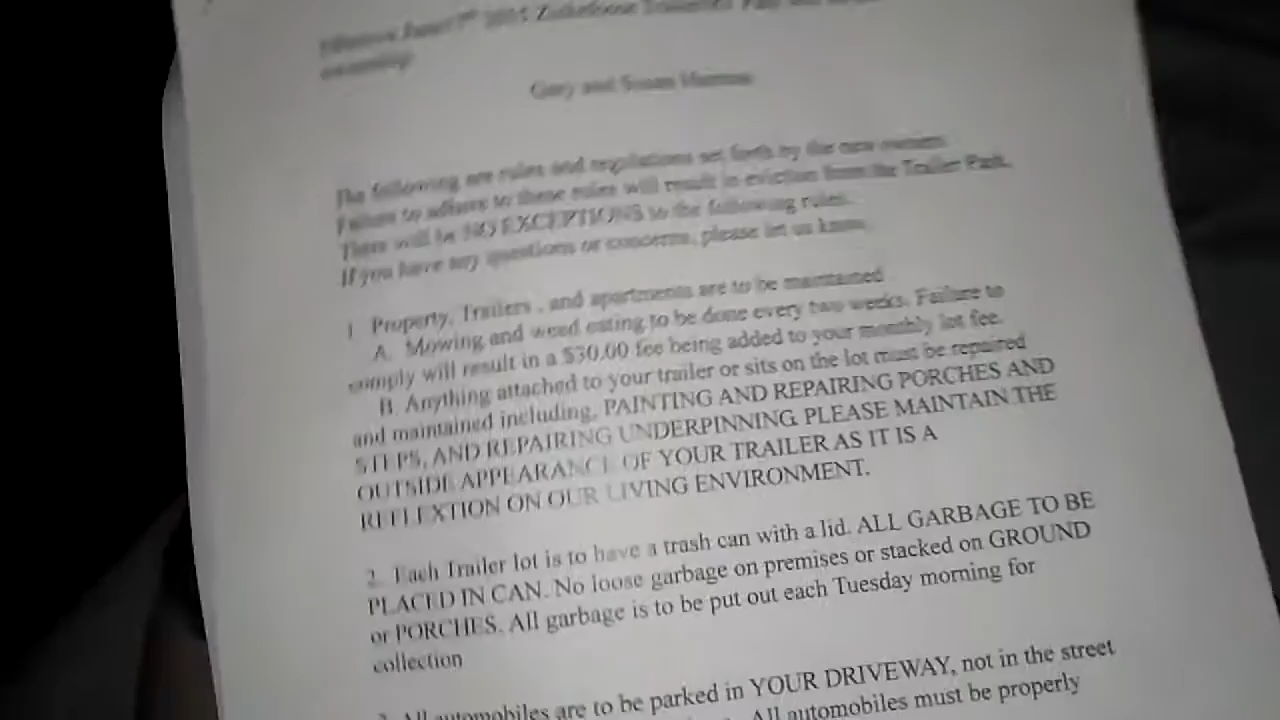 Gary and Susan
The following are rules and regulations set forth by the new owners.
Failure to adhere to these rules will result in eviction from the Trailer Park.
There will be NO EXCEPTIONS to the following rules.
If you have any questions or concerns, please let us know.
1. Property, Trailers , and apartments are to be maintained
A. Mowing and weed eating to be done every two weeks. Failure to
comply will result in a $30.00 fee being added to your monthly lot fee.
B. Anything attached to your trailer or sits on the lot must be repaired
and maintained including, PAINTING AND REPAIRING PORCHES AND
STEPS, AND REPAIRING UNDERPINNING. PLEASE MAINTAIN THE
OUTSIDE APPEARANCE OF YOUR TRAILER AS IT IS A
REFLEXTION ON OUR LIVING ENVIRONMENT.
2. Each Trailer lot is to have a trash can with a lid. ALL GARBAGE TO BE
PLACED IN CAN. No loose garbage on premises or stacked on GROUND
or PORCHES. All garbage is to be put out each Tuesday morning for
collection
3. All automobiles are to be parked in YOUR DRIVEWAY, not in the street
All automobiles must be properly